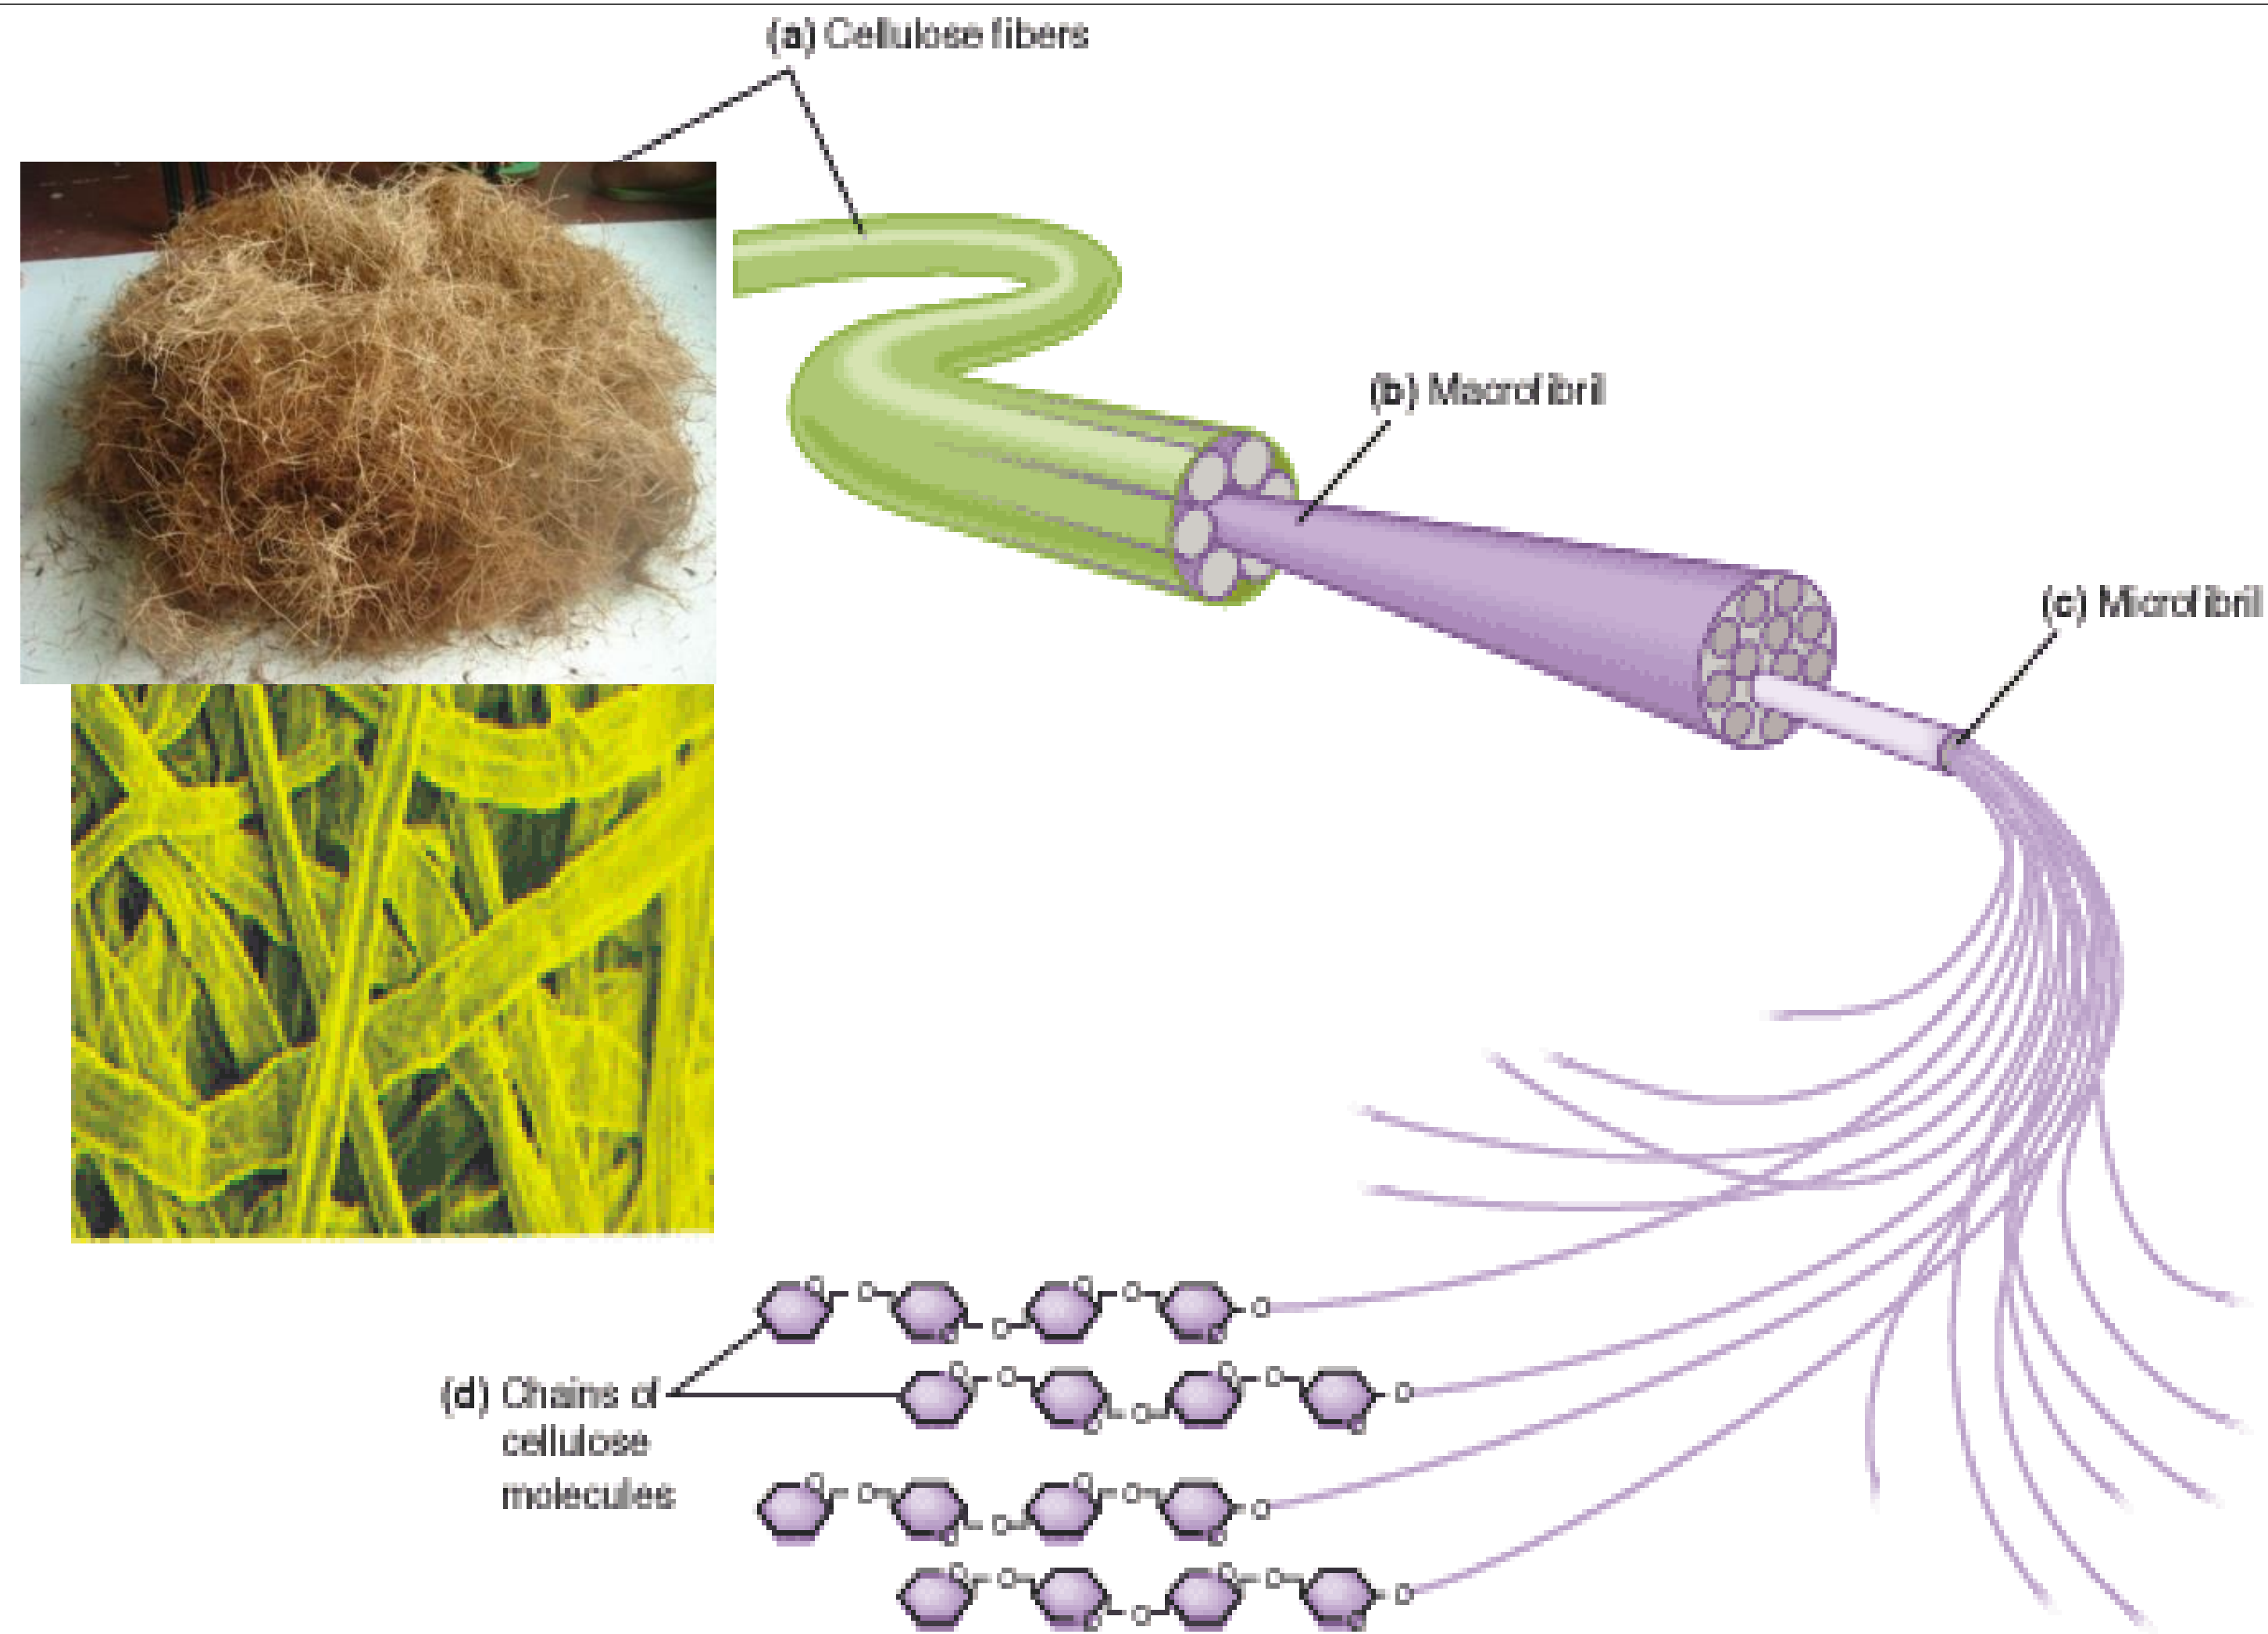 (a) Cellulose fibers
(b) Macrofibril
(c) Microfibril
O O O O
O O O O
(d) Chains of
cellulose
molecules
O O O O
O O O O
O O O O
O O O O
O O O O
O O O O